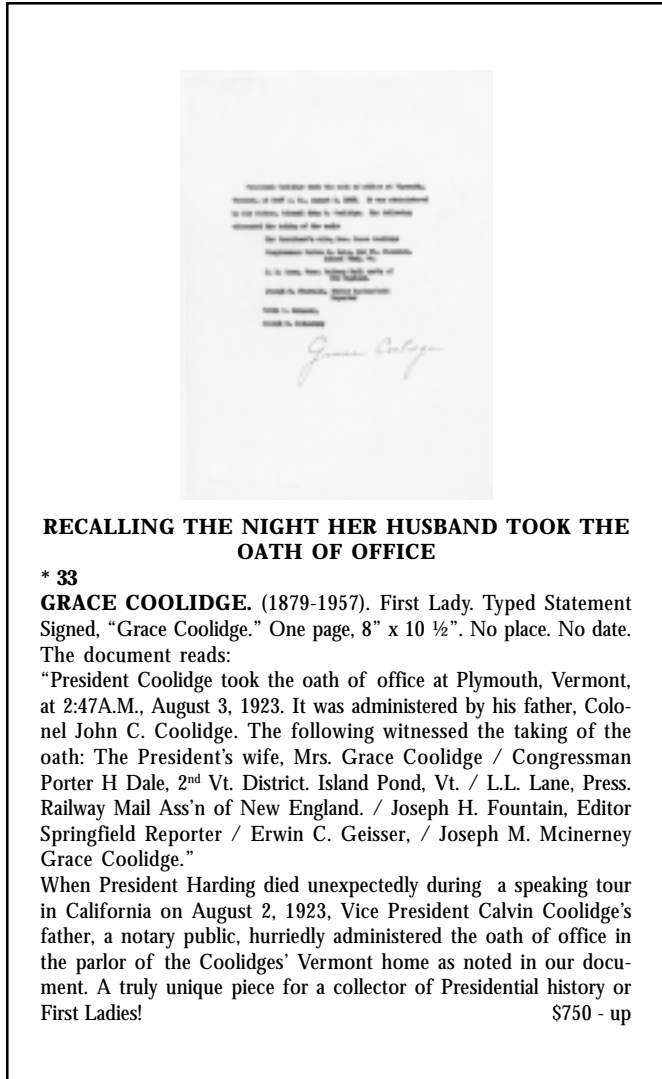 Grace Coolidge
RECALLING THE NIGHT HER HUSBAND TOOK THE
OATH OF OFFICE
* 33
GRACE COOLIDGE. (1879-1957). First Lady. Typed Statement
Signed, “Grace Coolidge.” One page, 8” x 10 ½”. No place. No date.
The document reads:
“President Coolidge took the oath of office at Plymouth, Vermont,
at 2:47A.M., August 3, 1923. It was administered by his father, Colo-
nel John C. Coolidge. The following witnessed the taking of the
oath: The President’s wife, Mrs. Grace Coolidge / Congressman
Porter H Dale, 2nd Vt. District. Island Pond, Vt. / L.L. Lane, Press.
Railway Mail Ass’n of New England. / Joseph H. Fountain, Editor
Springfield Reporter / Erwin C. Geisser, / Joseph M. Mcinerney
Grace Coolidge.”
When President Harding died unexpectedly during a speaking tour
in California on August 2, 1923, Vice President Calvin Coolidge’s
father, a notary public, hurriedly administered the oath of office in
the parlor of the Coolidges’ Vermont home as noted in our docu-
ment. A truly unique piece for a collector of Presidential history or
First Ladies! $750 - up